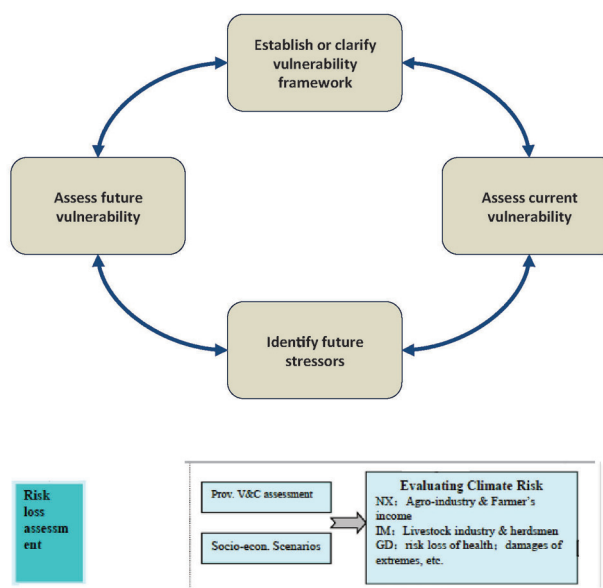 Establish or clarify
vulnerability
framework
Assess future
vulnerability
Assess current
vulnerability
Identify future
stressors
Risk
loss
assessm
ent
Prov. V&C assessment
Socio-econ. Scenarios
Evaluating Climate Risk
NX： Agro-industry & Farmer's
income
IM： Livestock industry & herdsmen
GD： risk loss of health； damages of
extremes, etc.